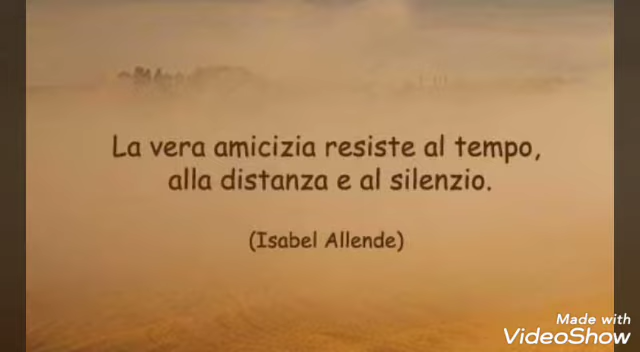 La vera amicizia resiste al tempo,
alla distanza e al silenzio.
(Isabel Allende)
Made with
VideoShow